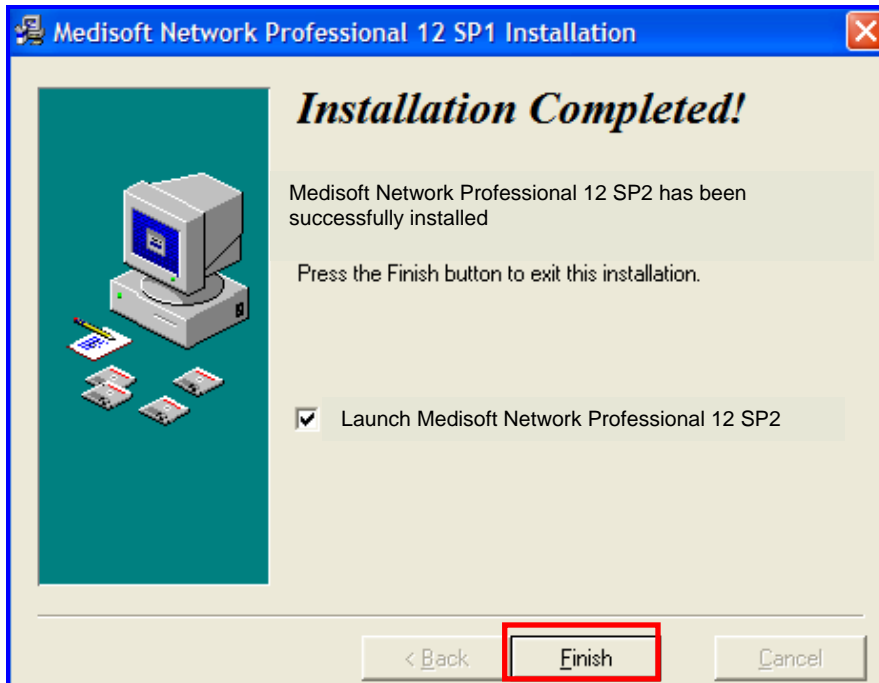 Medisoft Network Professional 12 SP1 Installation
Installation Completed!
Medisoft Network Professional 12 SP2 has been
successfully installed
Press the Finish button to exit this installation.
Launch Medisoft Network Professional 12 SP2
< Back Finish Cancel